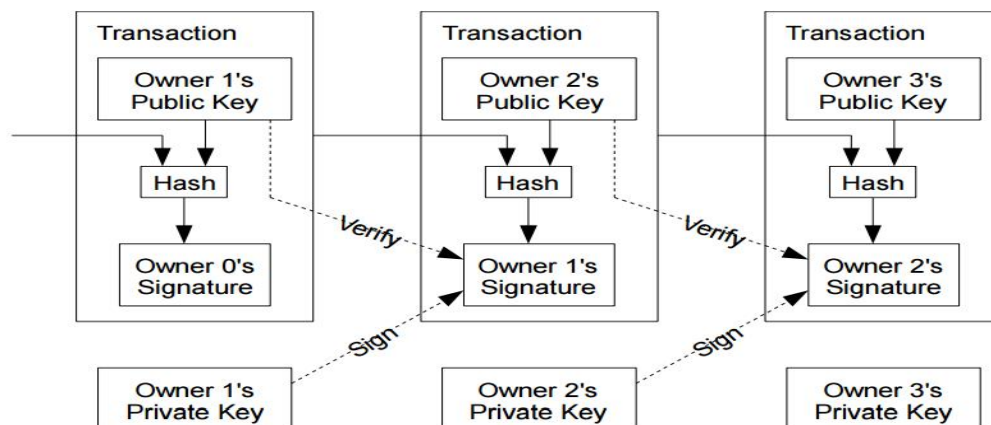 Transaction
Owner 1's
Public Key
Hash
Owner 0's
Signature
Transaction
Owner 2's
Public Key
Hash
Owner 1's
Signature
Transaction
Owner 3's
Public Key
Hash
Owner 2's
Signature
Verify
Verify
Sign
Sign
Owner 1's
Private Key
Owner 2's
Private Key
Owner 3's
Private Key